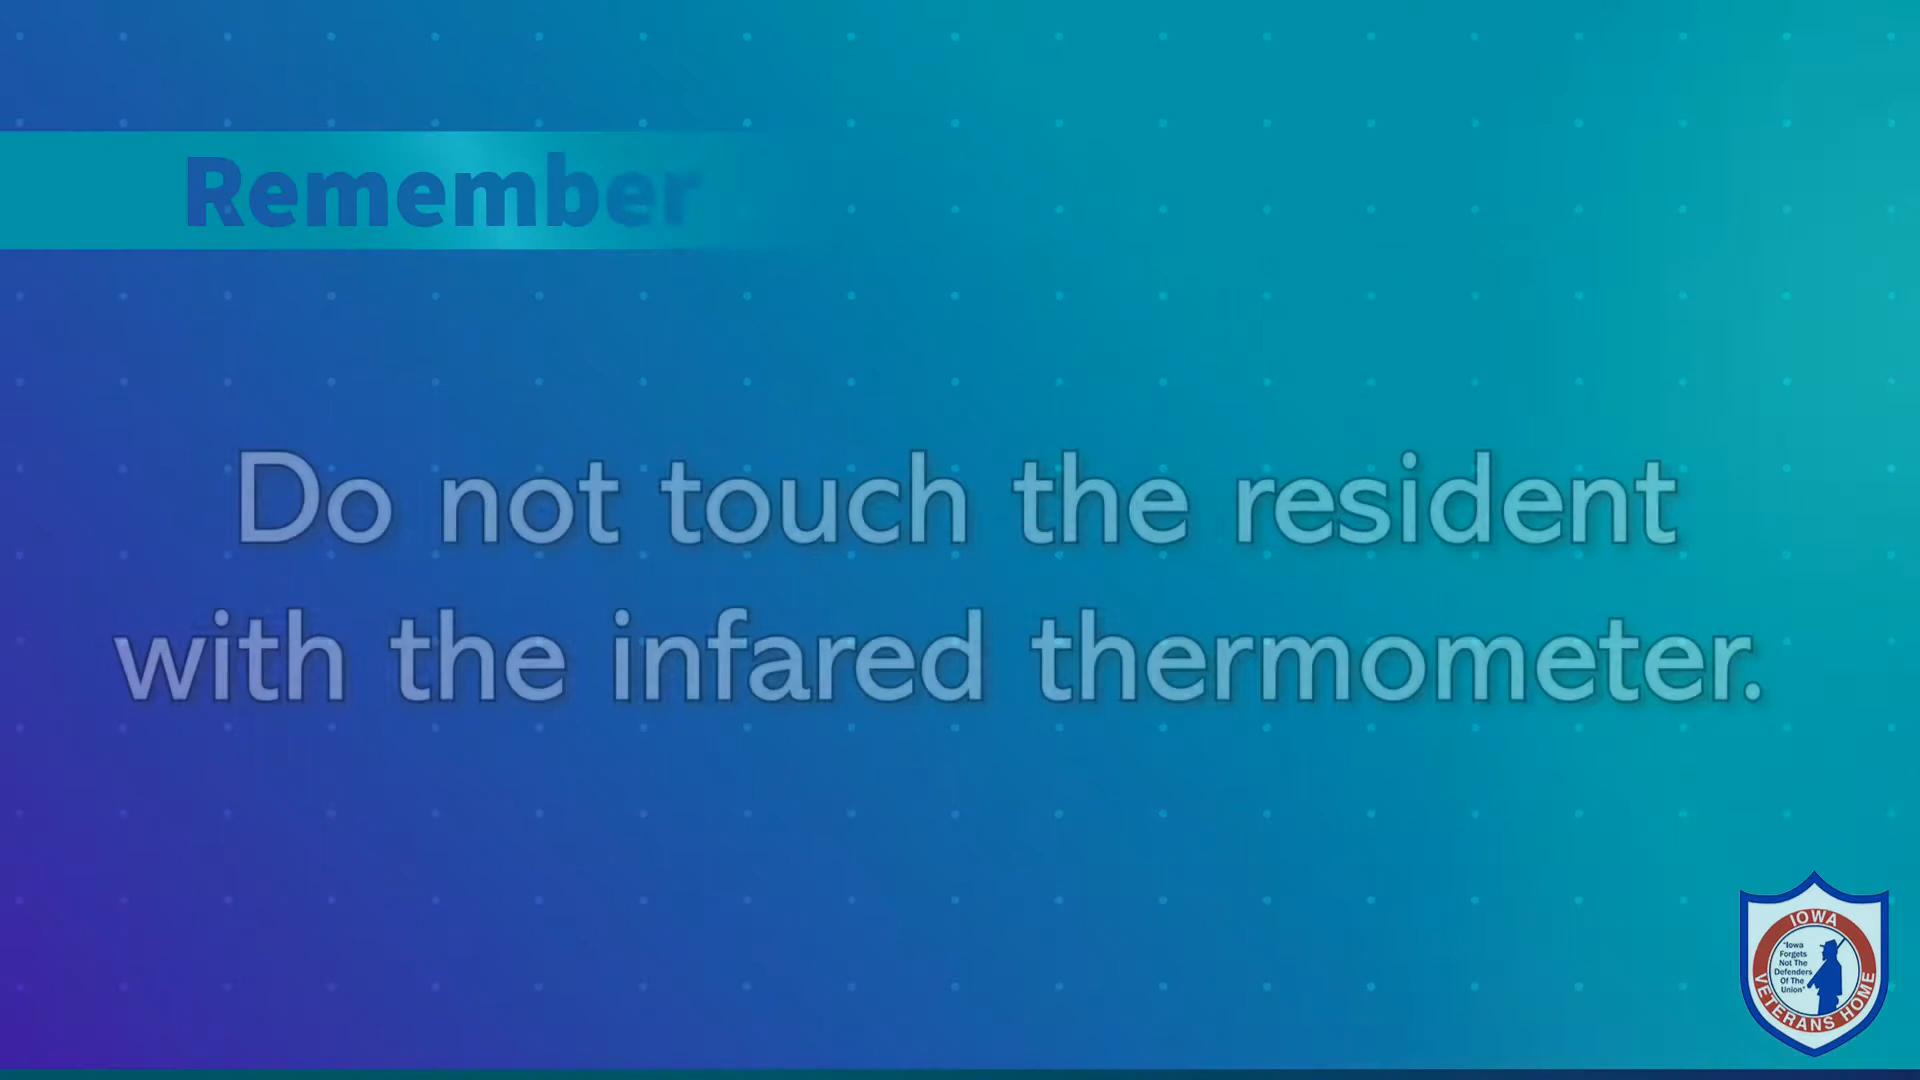 Remember
Do not touch the resident
with the infared thermometer.
IOWA
"Iowa
Forgets
Not The
Defenders
Of The
Union"
VETERANS HOME